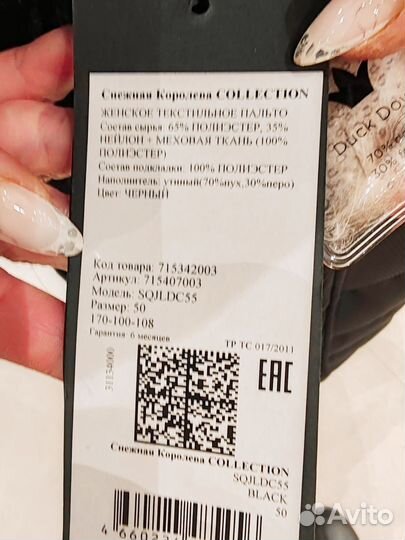 Снежная Королева COLLECTION
ЖЕНСКОЕ ТЕКСТИЛЬНОЕ ПАЛЬТО
Состав сырья: 65% ПОЛИЭСТЕР, 35%
НЕЙЛОН + МЕХОВАЯ ТКАНЬ (100%
ПОЛИЭСТЕР)
Состав подкладки: 100% ПОЛИЭСТЕР
Наполнитель: утиный(70%пух,30%перо)
Цвет: ЧЕРНЫЙ
Duck Do
70%
30%
Код товара: 715342003
Артикул: 715407003
Модель: SQJLDC55
Размер: 50
170-100-108
Гарантия: 6 месяцев
ТР ТС 017/2011
31134000
EAC
Снежная Королева COLLECTION
SQJLDC55
BLACK
50
Avito